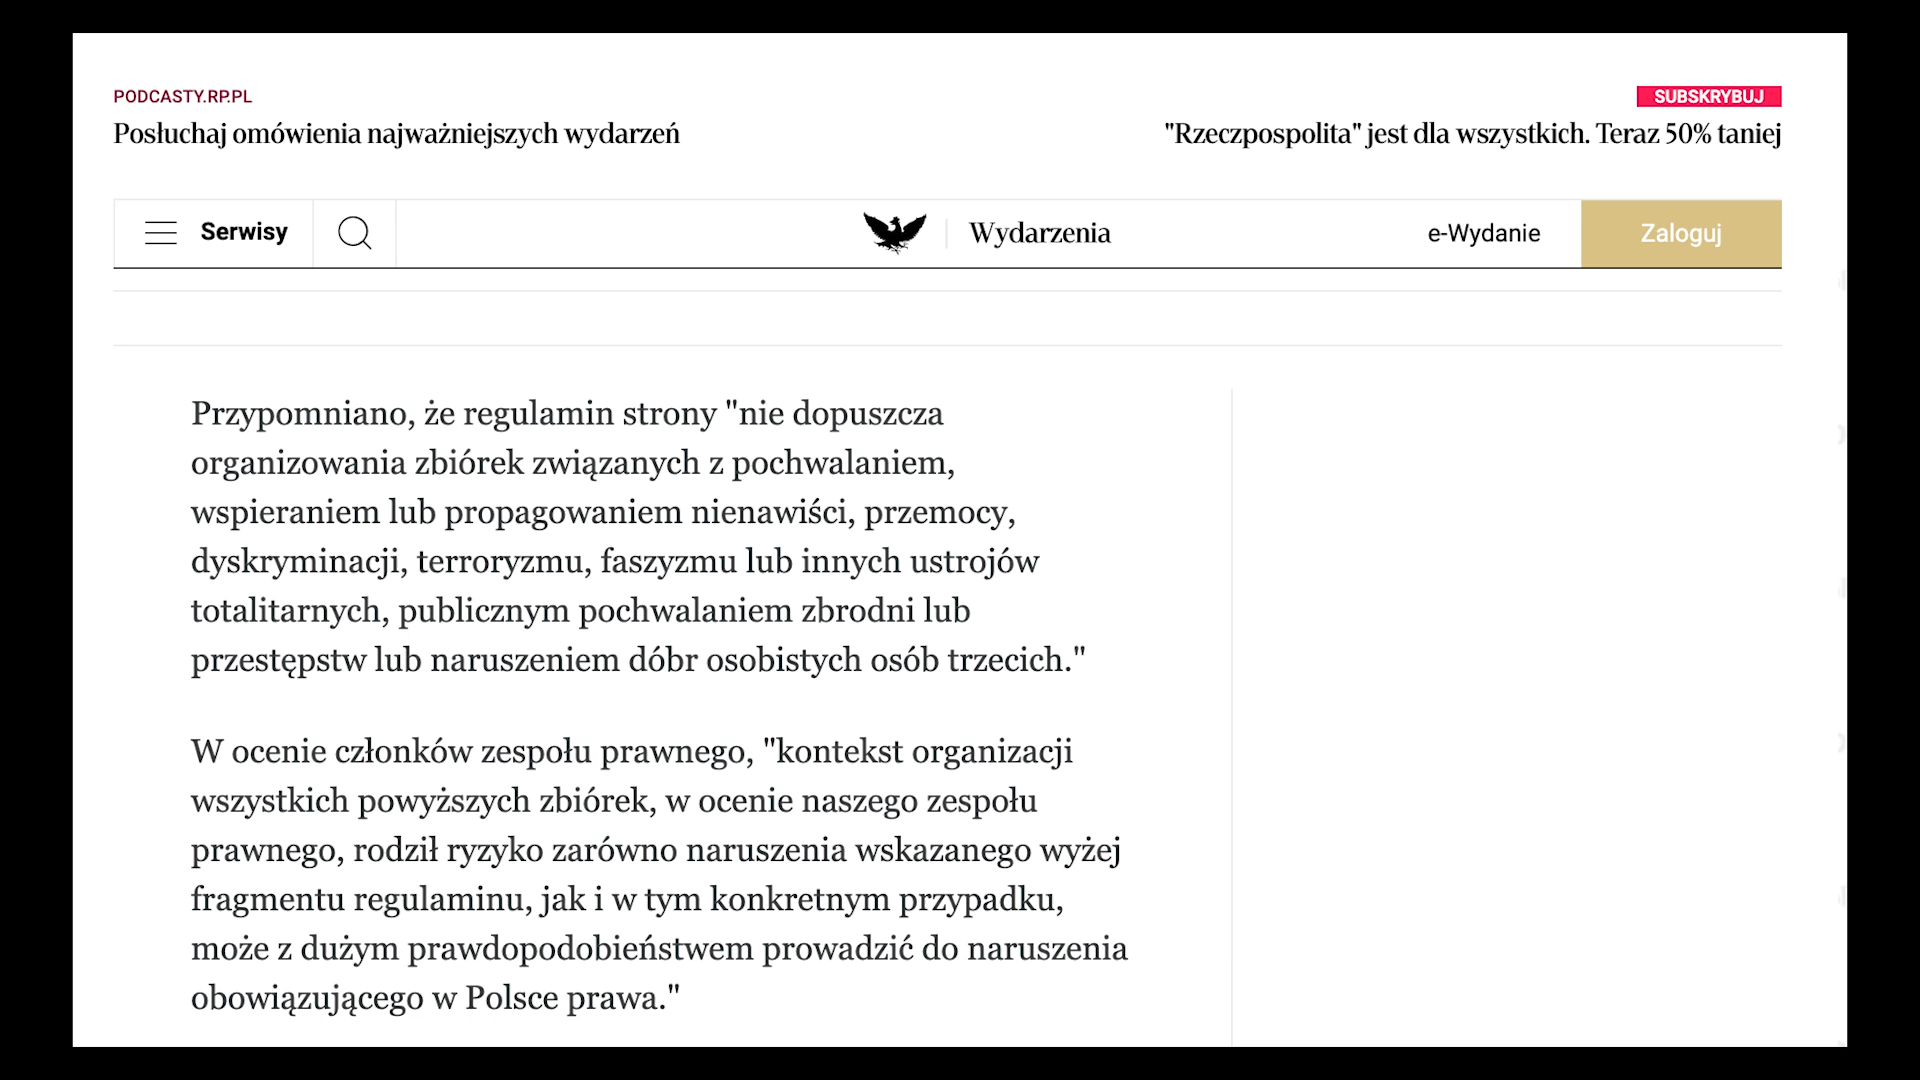 PODCASTY.RP.PL
Posłuchaj omówienia najważniejszych wydarzeń
SUBSKRYBUJ
"Rzeczpospolita" jest dla wszystkich. Teraz 50% taniej
Serwisy
Wydarzenia
e-Wydanie
Zaloguj
Przypomniano, że regulamin strony "nie dopuszcza
organizowania zbiórek związanych z pochwalaniem,
wspieraniem lub propagowaniem nienawiści, przemocy,
dyskryminacji, terroryzmu, faszyzmu lub innych ustrojów
totalitarnych, publicznym pochwalaniem zbrodni lub
przestępstw lub naruszeniem dóbr osobistych osób trzecich."
W ocenie członków zespołu prawnego, "kontekst organizacji
wszystkich powyższych zbiórek, w ocenie naszego zespołu
prawnego, rodził ryzyko zarówno naruszenia wskazanego wyżej
fragmentu regulaminu, jak i w tym konkretnym przypadku,
może z dużym prawdopodobieństwem prowadzić do naruszenia
obowiązującego w Polsce prawa."